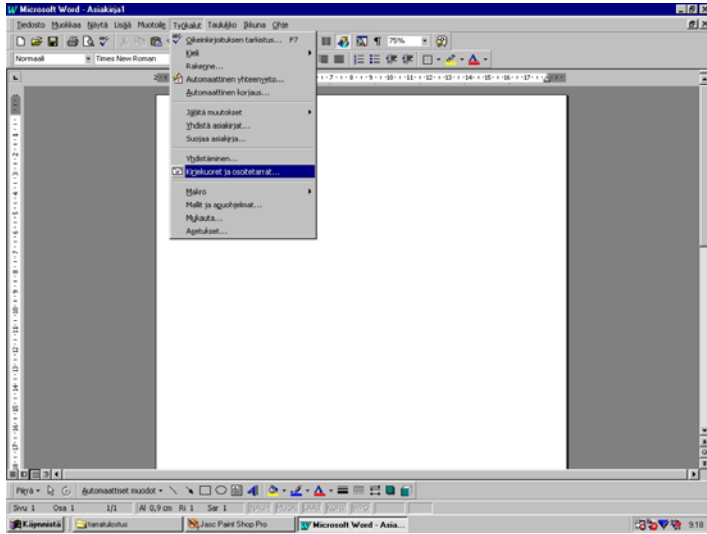 Microsoft Word - Asiakirja1
Tiedosto Muokkaa Näytä Lisää Muotoile Työkalut Taulukko Ikkuna Ohje
75%
Normaali Times New Roman
Oikeinkirjoituksen tarkistus... F7
Kieli
Rakenne...
Automaattinen yhteenveto...
Automaattinen korjaus...
Jäljitä muutokset
Yhdistä asiakirjat...
Suojaa asiakirja...
Yhdistäminen...
Kirjekuoret ja osoitetarrat...
Makro
Mallit ja apuohjelmat...
Mukauta...
Asetukset...
Piirrä Automaattiset muodot
Sivu 1 Osa 1 1/1 Al 0,9 cm Ri 1 Sar 1
Käynnistä tarratulostus Jasc Paint Shop Pro Microsoft Word - Asia... 9:18